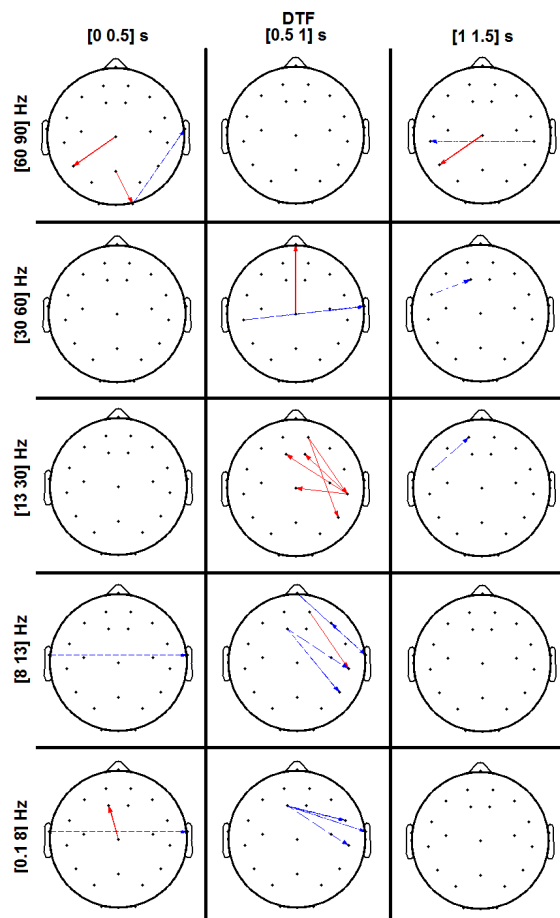 DTF
[0 0.5] s [0.5 1] s [1 1.5] s
[60 90] Hz
[30 60] Hz
[13 30] Hz
[8 13] Hz
[0.1 8] Hz